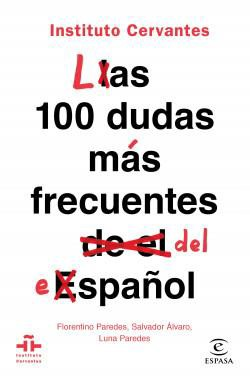 Instituto Cervantes
Llas
100 dudas
más
frecuentes
de el del
eEspañol
Florentino Paredes, Salvador Álvaro,
Luna Paredes
Instituto
Cervantes
ESPASA